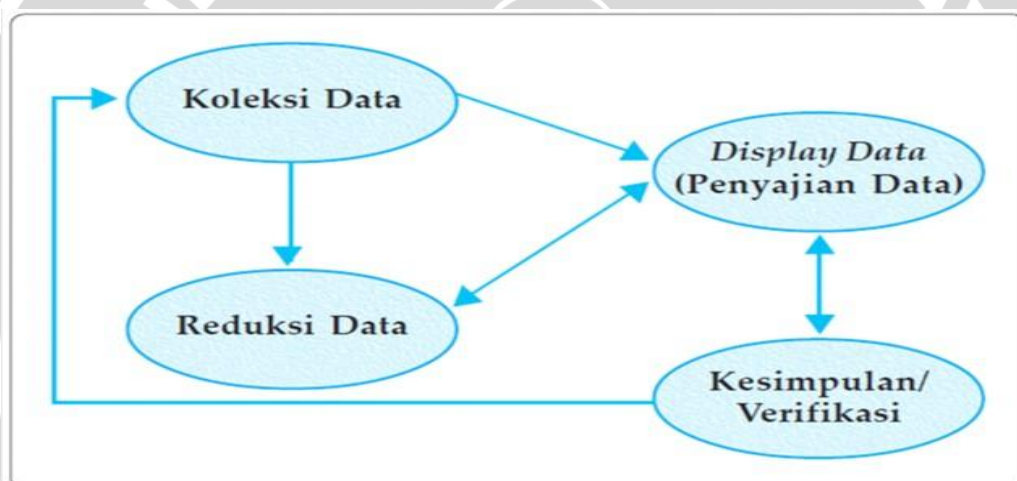 Koleksi Data
Display Data
(Penyajian Data)
Reduksi Data
Kesimpulan/
Verifikasi